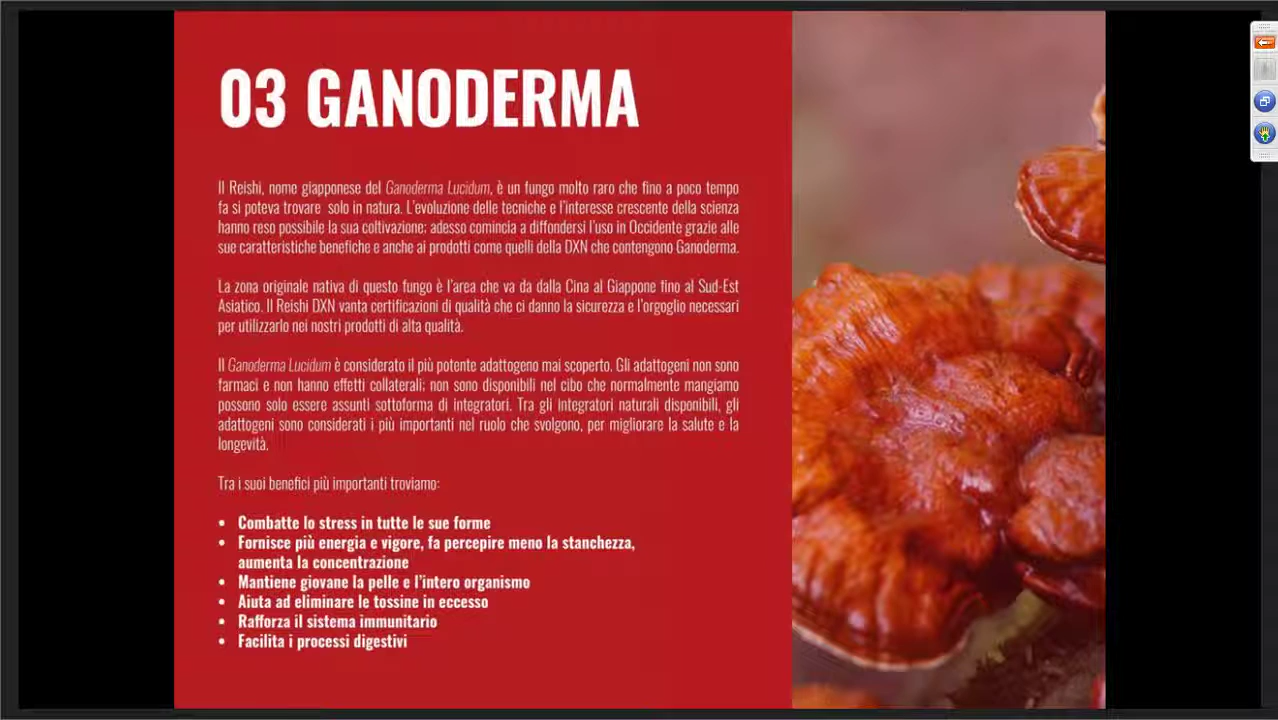 03 GANODERMA
Il Reishi, nome giapponese del Ganoderma Lucidum, è un fungo molto raro che fino a poco tempo
fa si poteva trovare solo in natura. L'evoluzione delle tecniche e l'interesse crescente della scienza
hanno reso possibile la sua coltivazione; adesso comincia a diffondersi l'uso in Occidente grazie alle
sue caratteristiche benefiche e anche ai prodotti come quelli della DXN che contengono Ganoderma.
La zona originale nativa di questo fungo è l'area che va da dalla Cina al Giappone fino al Sud-Est
Asiatico. Il Reishi DXN vanta certificazioni di qualità che ci danno la sicurezza e l'orgoglio necessari
per utilizzarlo nei nostri prodotti di alta qualità.
Il Ganoderma Lucidum è considerato il più potente adattogeno mai scoperto. Gli adattogeni non sono
farmaci e non hanno effetti collaterali; non sono disponibili nel cibo che normalmente mangiamo
possono solo essere assunti sottoforma di integratori. Tra gli integratori naturali disponibili, gli
adattogeni sono considerati i più importanti nel ruolo che svolgono, per migliorare la salute e la
longevità.
Tra i suoi benefici più importanti troviamo:
• Combatte lo stress in tutte le sue forme
• Fornisce più energia e vigore, fa percepire meno la stanchezza,
aumenta la concentrazione
• Mantiene giovane la pelle e l'intero organismo
• Aiuta ad eliminare le tossine in eccesso
• Rafforza il sistema immunitario
• Facilita i processi digestivi